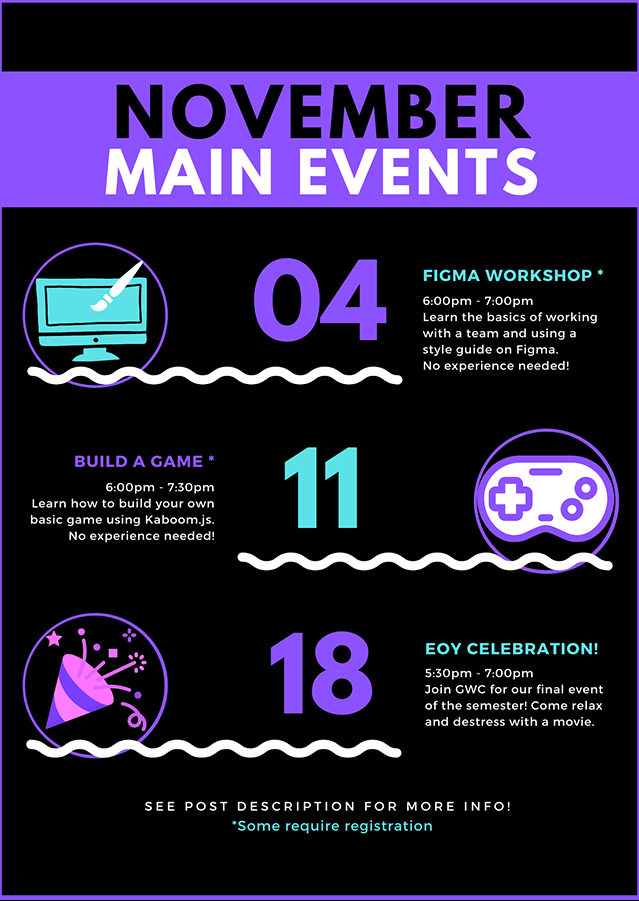 NOVEMBER
MAIN EVENTS
04
FIGMA WORKSHOP *
6:00pm - 7:00pm
Learn the basics of working
with a team and using a
style guide on Figma.
No experience needed!
BUILD A GAME *
6:00pm - 7:30pm
Learn how to build your own
basic game using Kaboom.js.
No experience needed!
11
18
EOY CELEBRATION!
5:30pm - 7:00pm
Join GWC for our final event
of the semester! Come relax
and destress with a movie.
SEE POST DESCRIPTION FOR MORE INFO!
*Some require registration